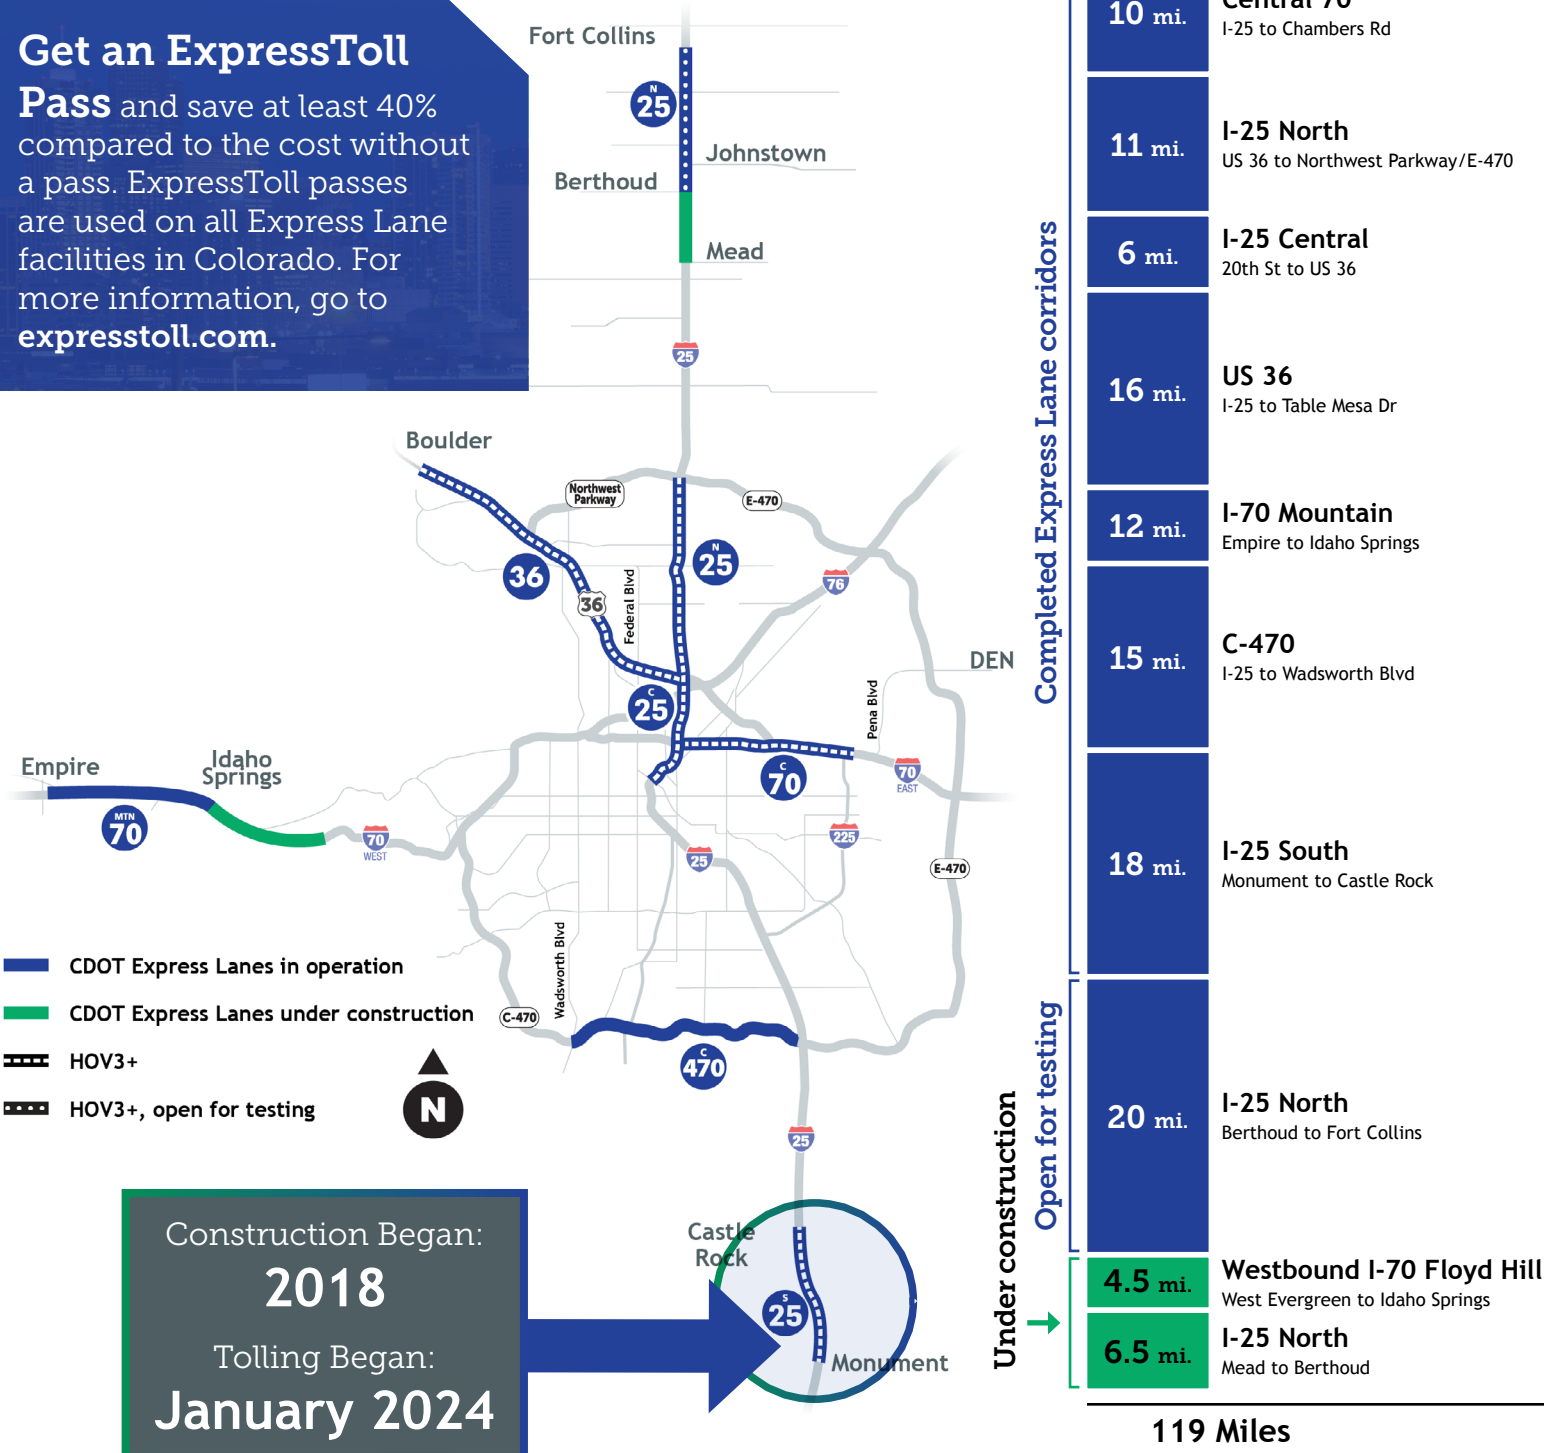 Get an ExpressToll
Pass and save at least 40%
compared to the cost without
a pass. ExpressToll passes
are used on all Express Lane
facilities in Colorado. For
more information, go to
expresstoll.com.
Fort Collins
N
25
Johnstown
Berthoud
Mead
25
Boulder
Northwest
Parkway
E-470
36
N
25
76
36
Federal Blvd
DEN
C
25
Pena Blvd
Empire
Idaho
Springs
C
70
70
EAST
MTN
70
70
WEST
25
225
E-470
Wadsworth Blvd
C-470
C
470
25
CDOT Express Lanes in operation
CDOT Express Lanes under construction
HOV3+
HOV3+, open for testing
N
Construction Began:
2018
Tolling Began:
January 2024
Castle
Rock
S
25
Monument
Completed Express Lane corridors
10 mi.
Central 70
I-25 to Chambers Rd
11 mi.
I-25 North
US 36 to Northwest Parkway/E-470
6 mi.
I-25 Central
20th St to US 36
16 mi.
US 36
I-25 to Table Mesa Dr
12 mi.
I-70 Mountain
Empire to Idaho Springs
15 mi.
C-470
I-25 to Wadsworth Blvd
18 mi.
I-25 South
Monument to Castle Rock
Open for testing
20 mi.
I-25 North
Berthoud to Fort Collins
Under construction
4.5 mi.
Westbound I-70 Floyd Hill
West Evergreen to Idaho Springs
6.5 mi.
I-25 North
Mead to Berthoud
119 Miles